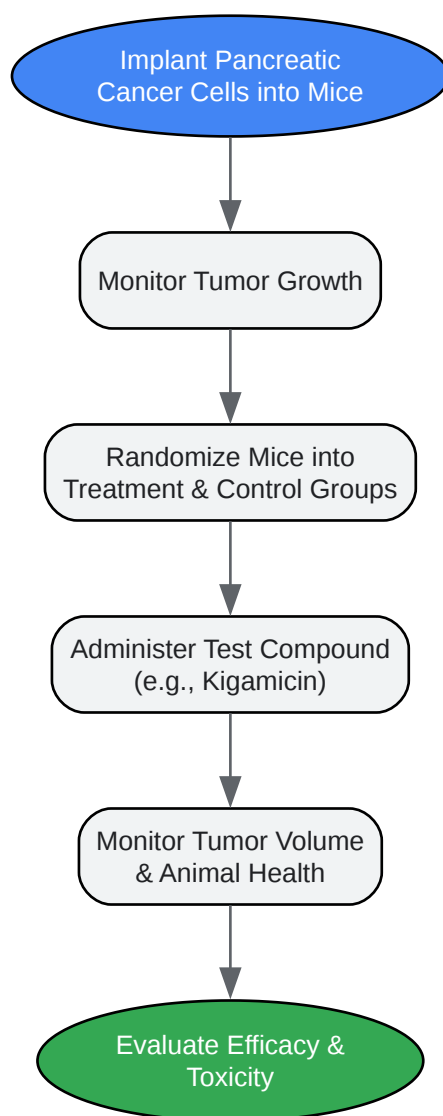 Implant Pancreatic
Cancer Cells into Mice
Monitor Tumor Growth
Randomize Mice into
Treatment & Control Groups
Administer Test Compound
(e.g., Kigamicin)
Monitor Tumor Volume
& Animal Health
Evaluate Efficacy &
Toxicity